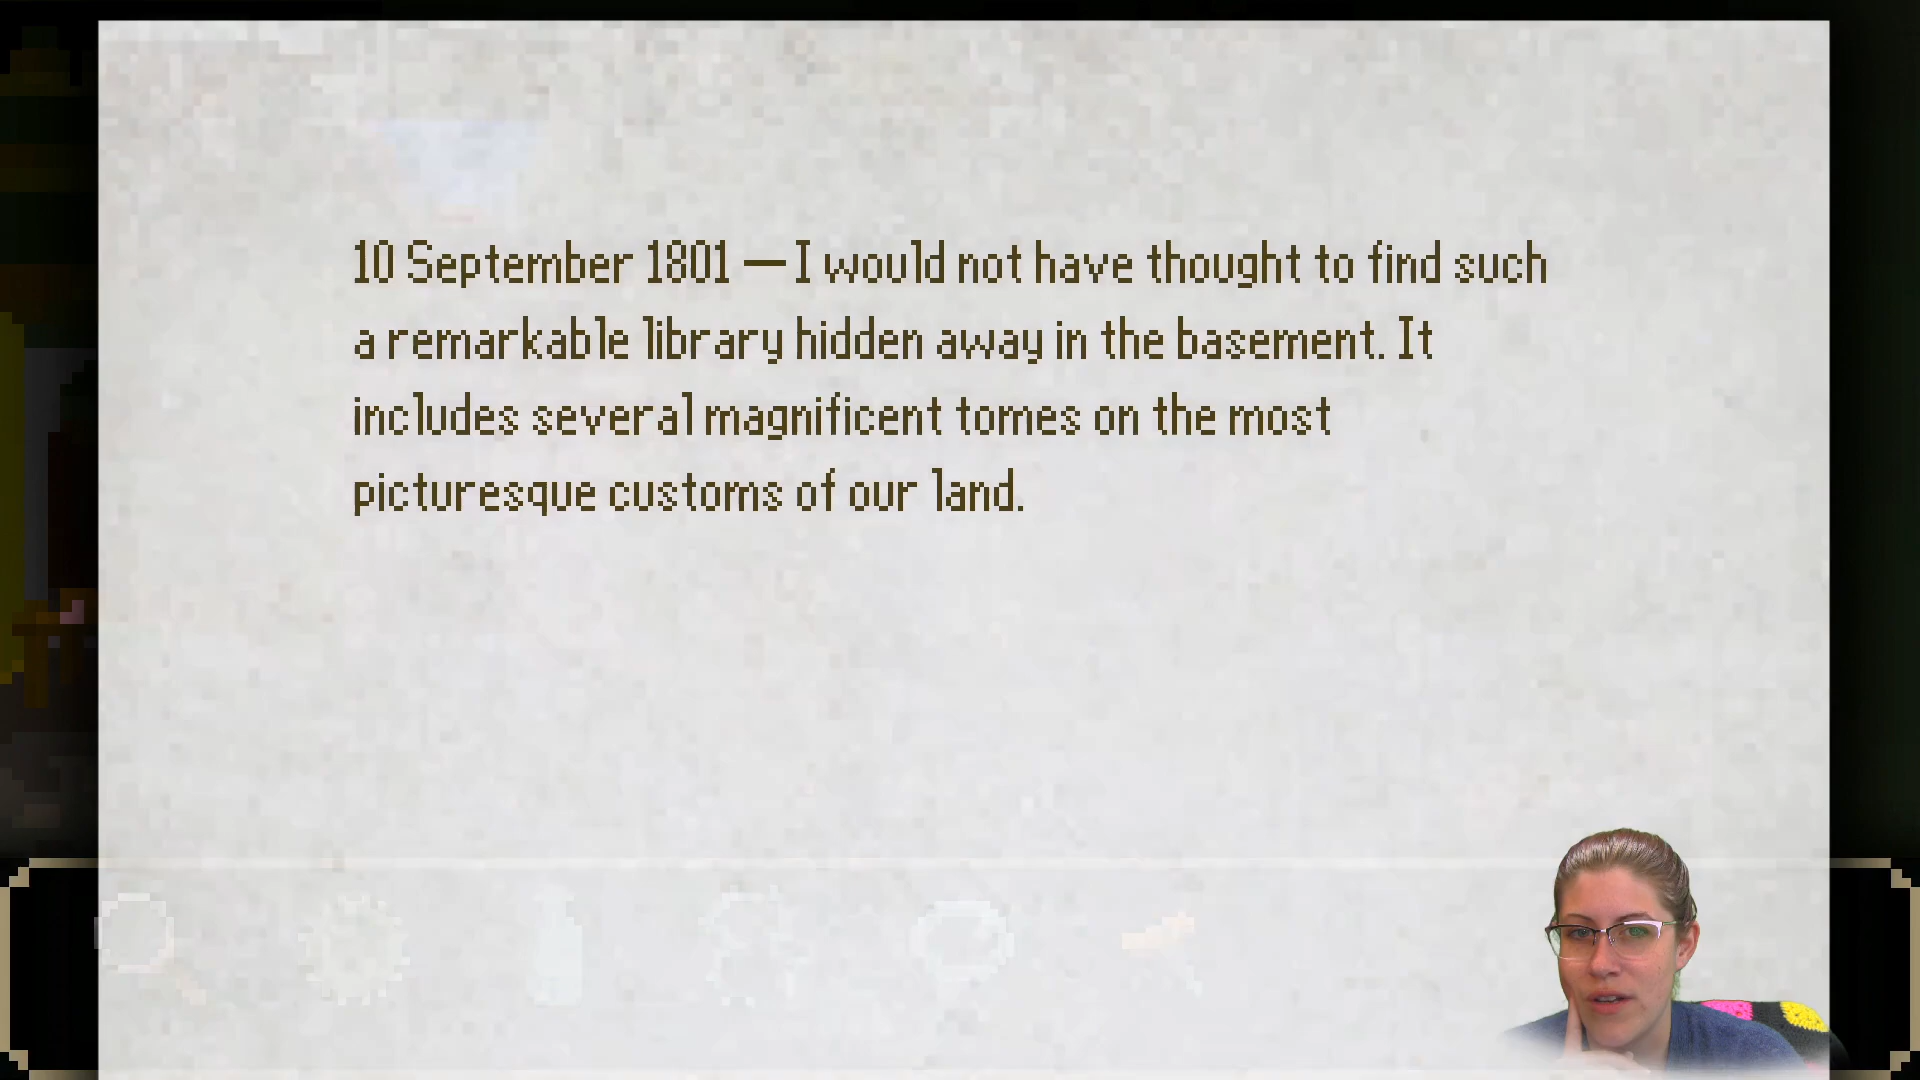 10 September 1801 — I would not have thought to find such
a remarkable library hidden away in the basement. It
includes several magnificent tomes on the most
picturesque customs of our land.